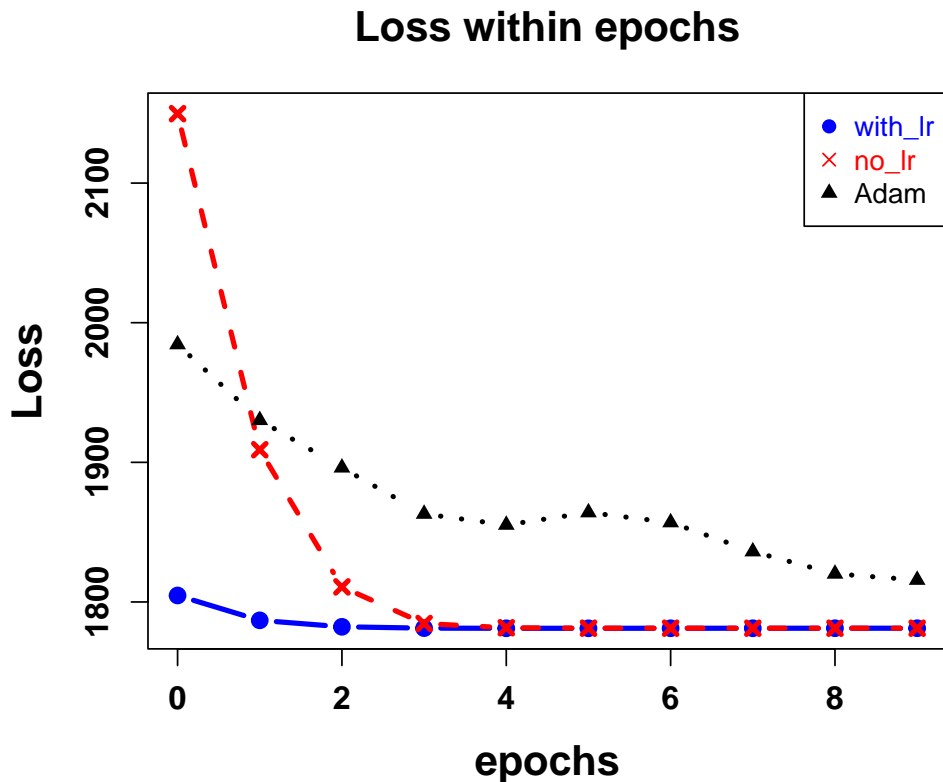 Loss within epochs
with_lr
no_lr
Adam
Loss
2100
2000
1900
1800
0 2 4 6 8
epochs